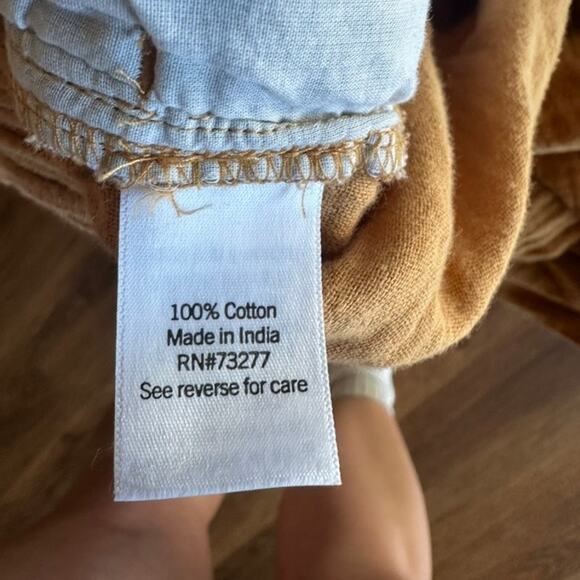 100% Cotton
Made in India
RN#73277
See reverse for care